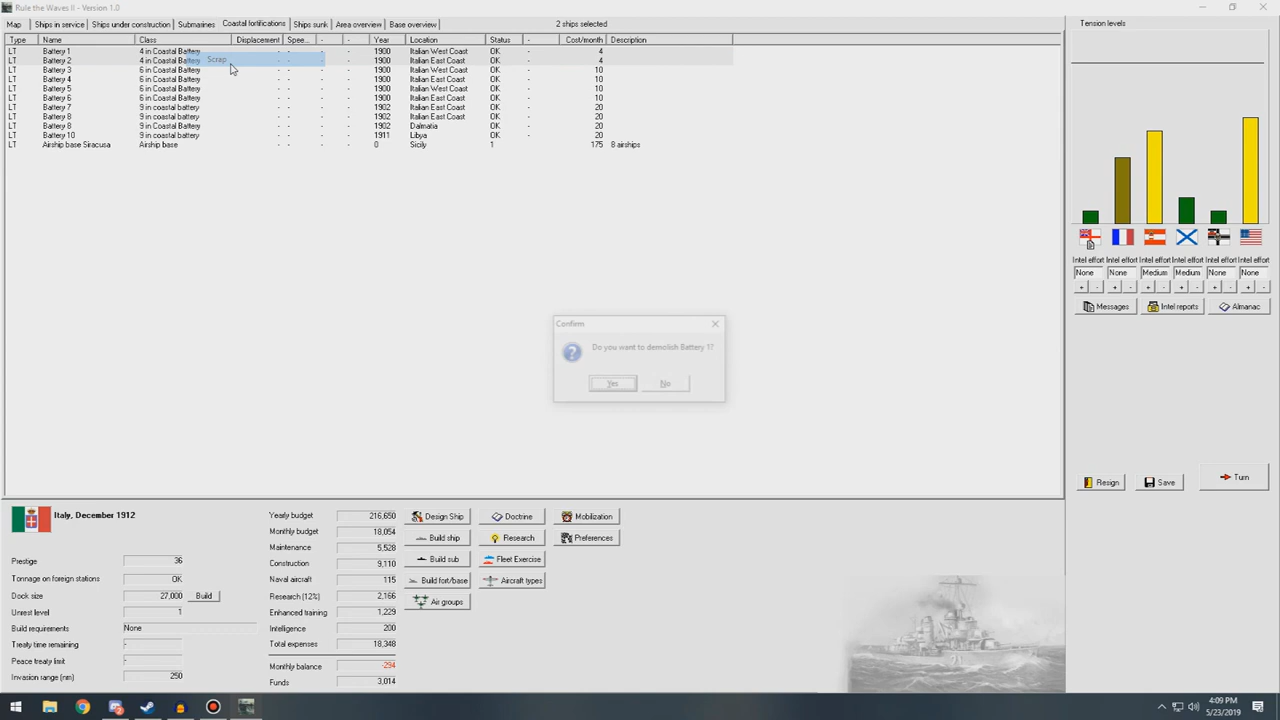 Rule the Waves II - Version 1.0
Map Ships in service Ships under construction Submarines Coastal fortifications Ships sunk Area overview Base overview 2 ships selected
Type Name Class Displacement Spee... - - Year Location Status - Cost/month Description
LT Battery 1 4 in Coastal Battery - - - 1900 Italian West Coast OK - 4
LT Battery 2 4 in Coastal Battery - - - 1900 Italian East Coast OK - 4
LT Battery 3 6 in Coastal Battery - - - 1900 Italian West Coast OK - 10
LT Battery 4 6 in Coastal Battery - - - 1900 Italian East Coast OK - 10
LT Battery 5 6 in Coastal Battery - - - 1900 Italian West Coast OK - 10
LT Battery 6 6 in Coastal Battery - - - 1900 Italian East Coast OK - 10
LT Battery 7 9 in coastal battery - - - 1902 Italian East Coast OK - 20
LT Battery 8 9 in coastal battery - - - 1902 Italian East Coast OK - 20
LT Battery 8 9 in coastal battery - - - 1902 Dalmatia OK - 20
LT Battery 10 9 in coastal battery - - - 1911 Libya OK - 20
LT Airship base Siracusa Airship base - - - 0 Sicily 1 175 8 airships
Scrap
Confirm
Do you want to demolish Battery 1?
Yes No
Tension levels
Intel effort Intel effort Intel effort Intel effort Intel effort Intel effort
None None Medium Medium None None
+ - + - + - + - + - + -
Messages Intel reports Almanac
Resign Save Turn
Italy, December 1912
Prestige 36
Tonnage on foreign stations OK
Dock size 27,000 Build
Unrest level 1
Build requirements None
Treaty time remaining -
Peace treaty limit -
Invasion range (nm) 250
Yearly budget 216,650
Monthly budget 18,054
Maintenance 5,528
Construction 9,110
Naval aircraft 115
Research (12%) 2,166
Enhanced training 1,229
Intelligence 200
Total expenses 18,348
Monthly balance -294
Funds 3,014
Design Ship Doctrine Mobilization
Build ship Research Preferences
Build sub Fleet Exercise
Build fort/base Aircraft types
Air groups
4:09 PM
5/23/2019